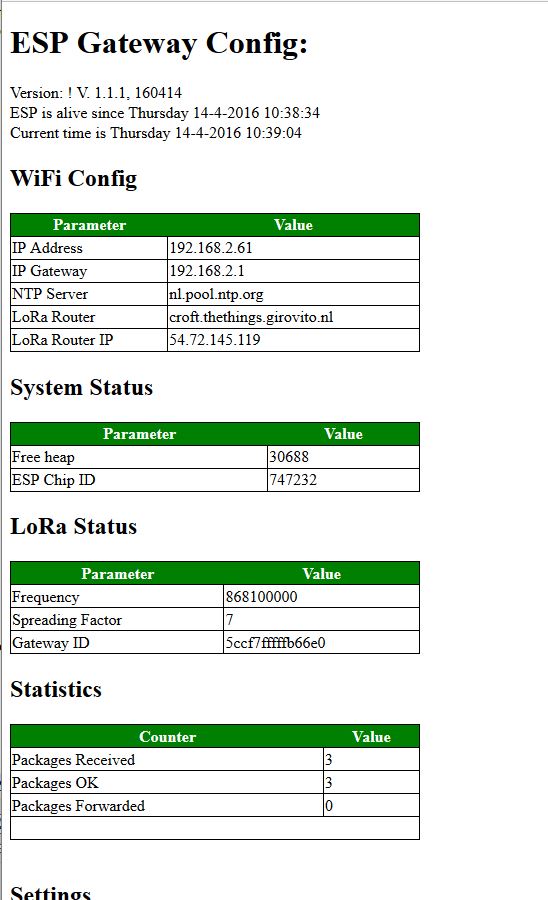 ESP Gateway Config:
Version: ! V. 1.1.1, 160414
ESP is alive since Thursday 14-4-2016 10:38:34
Current time is Thursday 14-4-2016 10:39:04
WiFi Config
Parameter Value
IP Address 192.168.2.61
IP Gateway 192.168.2.1
NTP Server nl.pool.ntp.org
LoRa Router croft.thethings.girovito.nl
LoRa Router IP 54.72.145.119
System Status
Parameter Value
Free heap 30688
ESP Chip ID 747232
LoRa Status
Parameter Value
Frequency 868100000
Spreading Factor 7
Gateway ID 5ccf7fffffb66e0
Statistics
Counter Value
Packages Received 3
Packages OK 3
Packages Forwarded 0
Settings